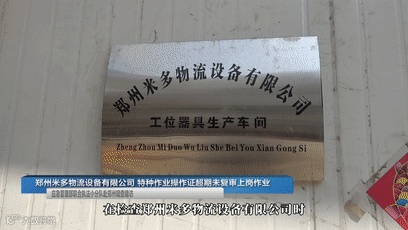 郑州米多物流设备有限公司
工位器具生产车间
Zheng Zhou Mi Duo Wu Liu She Bei You Xian Gong Si
郑州米多物流设备有限公司 特种作业操作证超期未复审上岗作业
在检查郑州米多物流设备有限公司时